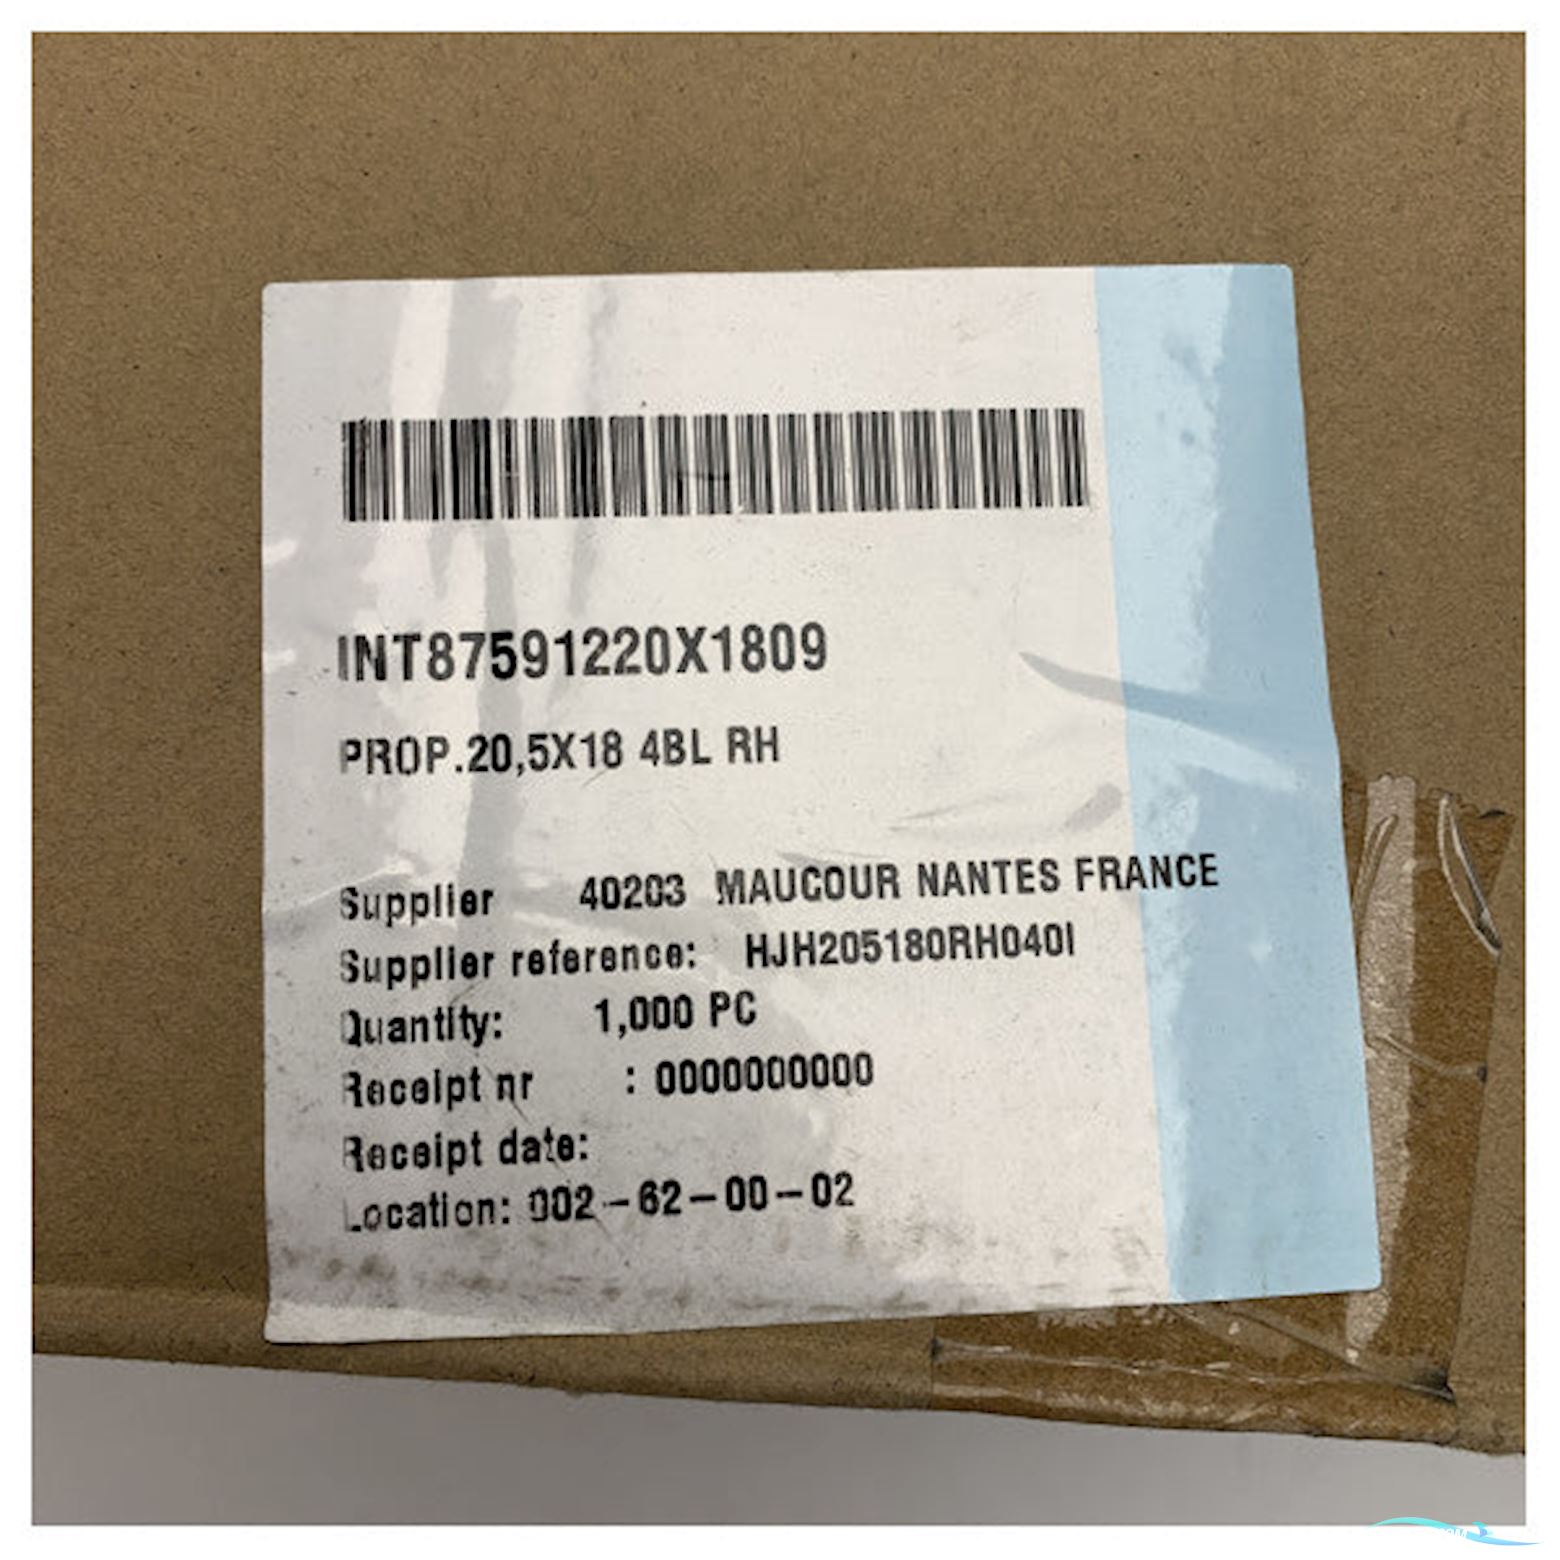 INT87591220X1809
PROP.20,5X18 4BL RH
Supplier 40203 MAUCOUR NANTES FRANCE
Supplier reference: HJH205180RH040I
Quantity: 1,000 PC
Receipt nr : 0000000000
Receipt date:
Location: 002-62-00-02